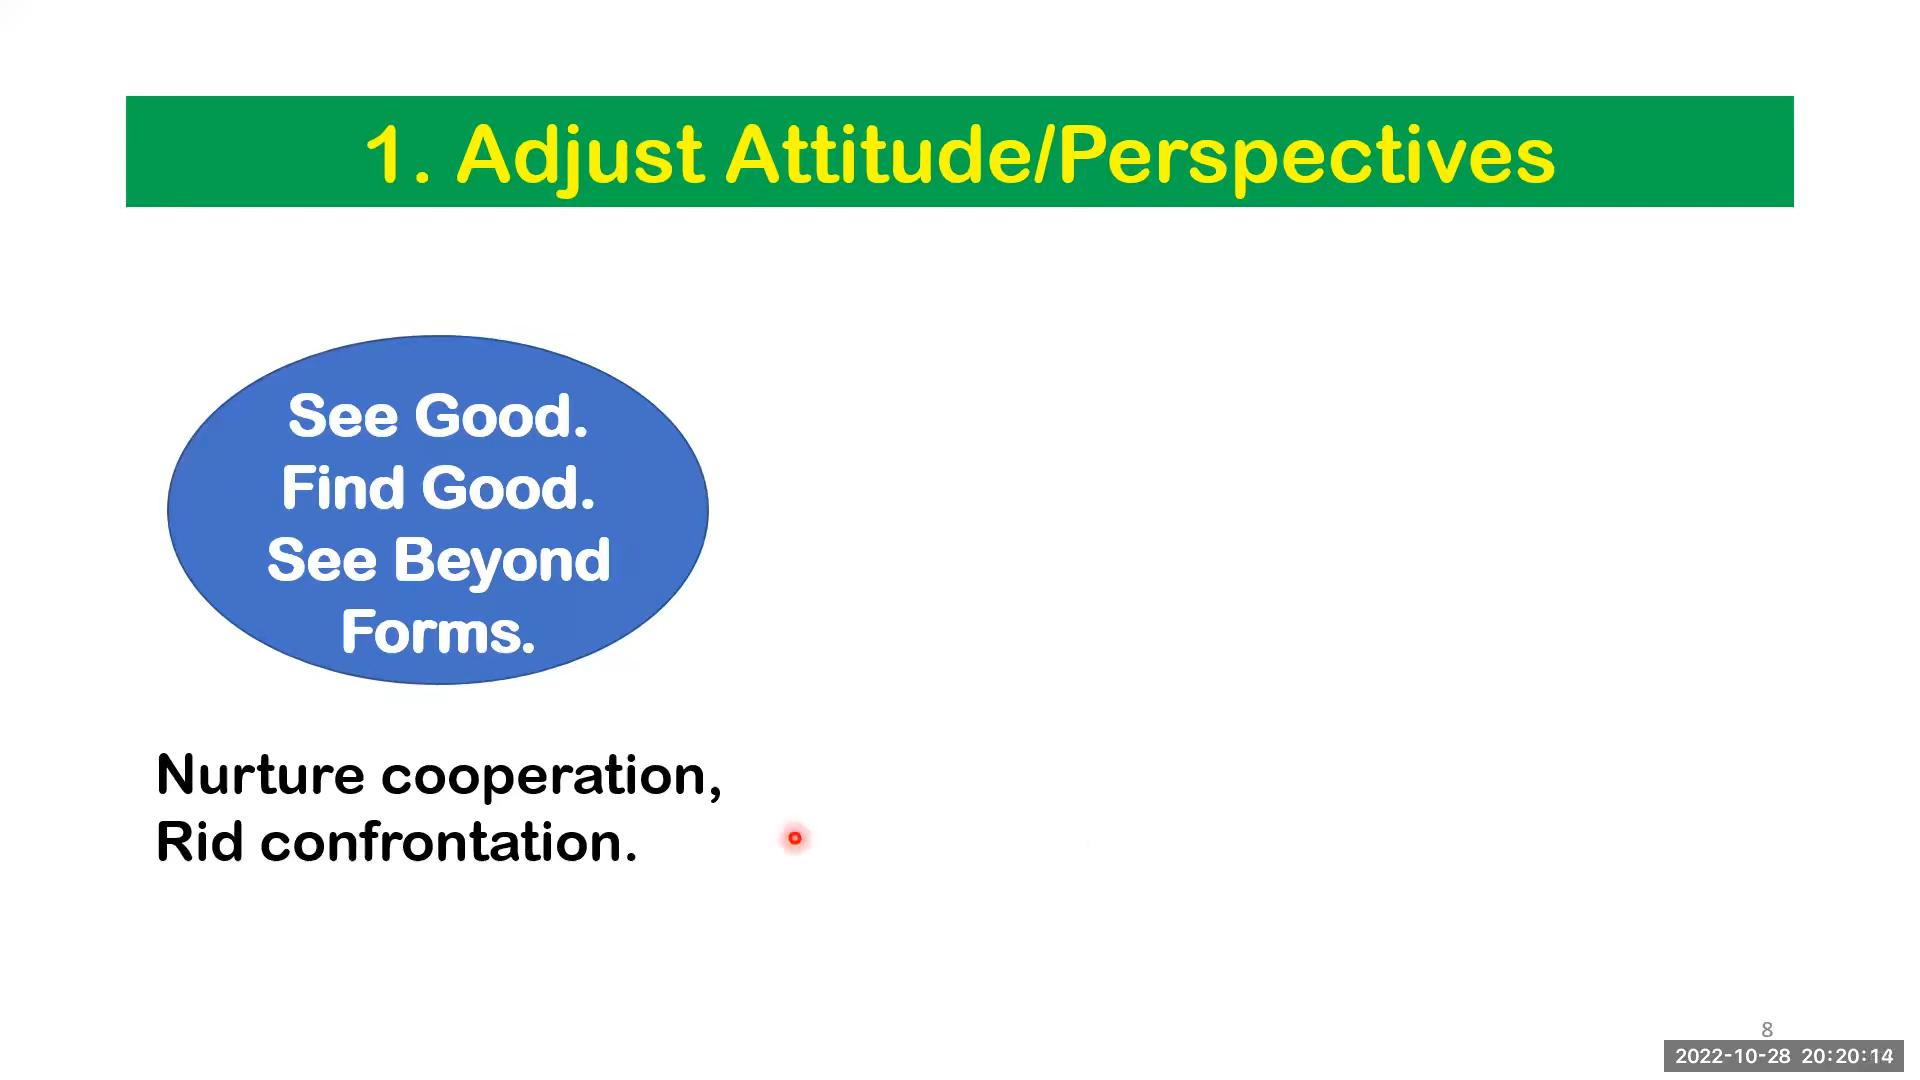 1. Adjust Attitude/Perspectives
See Good.
Find Good.
See Beyond
Forms.
Nurture cooperation,
Rid confrontation.
8
2022-10-28 20:20:14